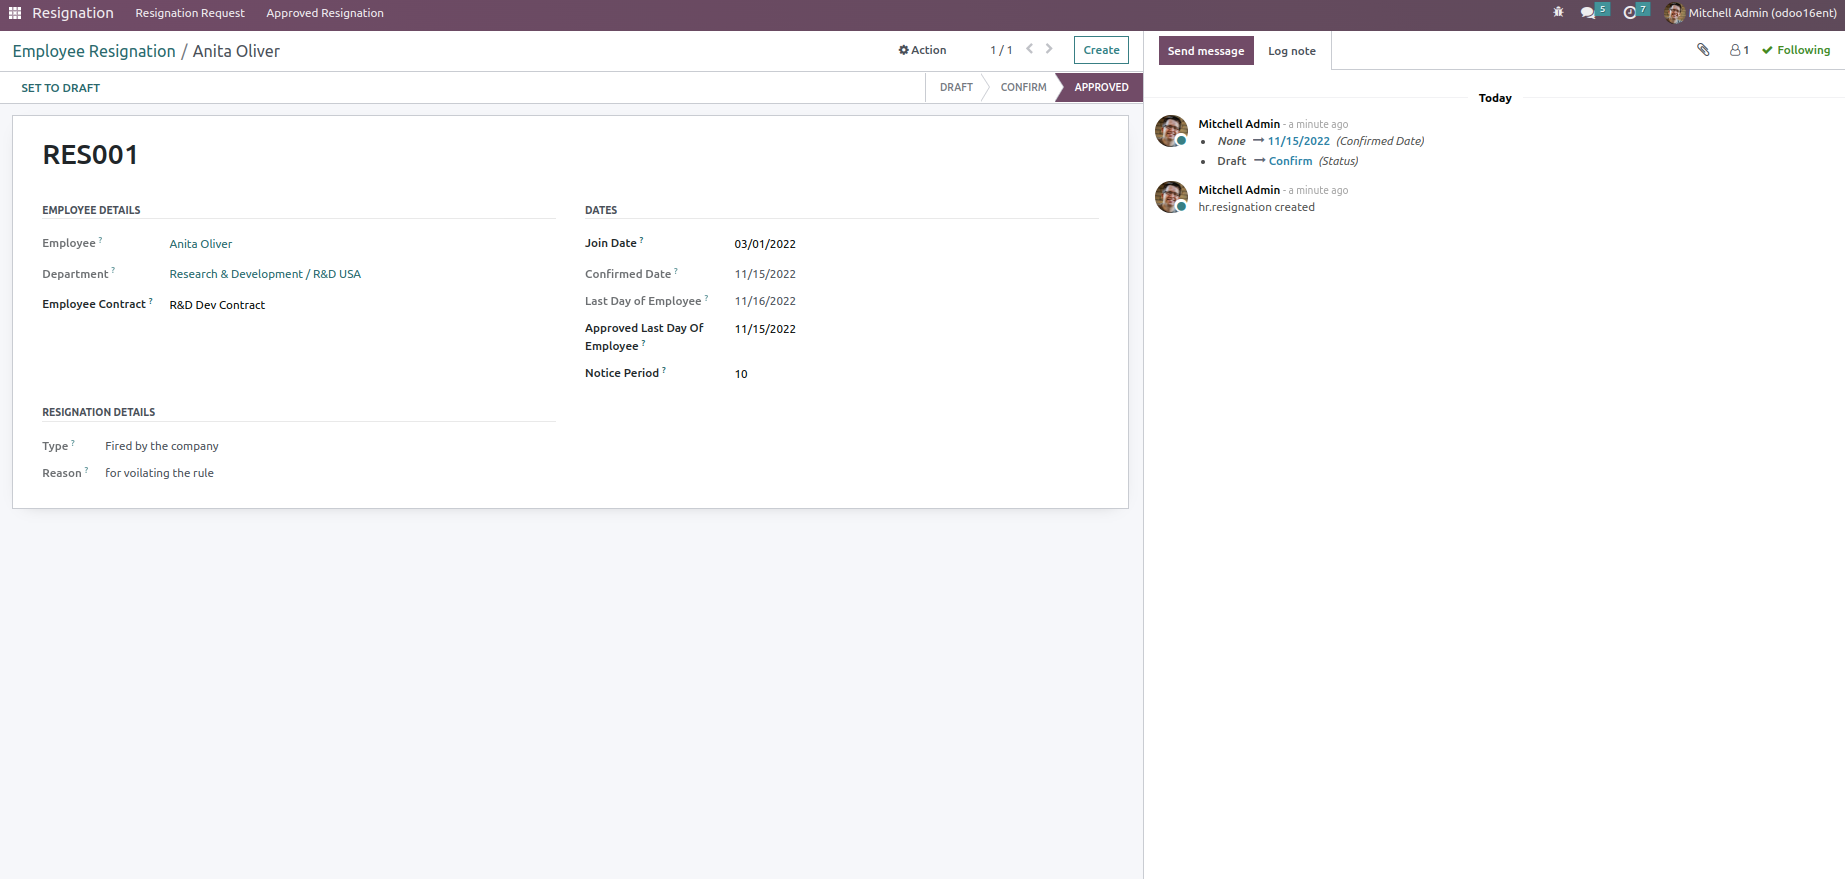 Resignation Resignation Request Approved Resignation 5 7 Mitchell Admin (odoo16ent)
Employee Resignation / Anita Oliver Action 1 / 1 Create
SET TO DRAFT DRAFT CONFIRM APPROVED
RES001
EMPLOYEE DETAILS
Employee ? Anita Oliver
Department ? Research & Development / R&D USA
Employee Contract ? R&D Dev Contract
DATES
Join Date ? 03/01/2022
Confirmed Date ? 11/15/2022
Last Day of Employee ? 11/16/2022
Approved Last Day Of 11/15/2022
Employee ?
Notice Period ? 10
RESIGNATION DETAILS
Type ? Fired by the company
Reason ? for voilating the rule
Send message Log note 1 Following
Today
Mitchell Admin - a minute ago
• None → 11/15/2022 (Confirmed Date)
• Draft → Confirm (Status)
Mitchell Admin - a minute ago
hr.resignation created